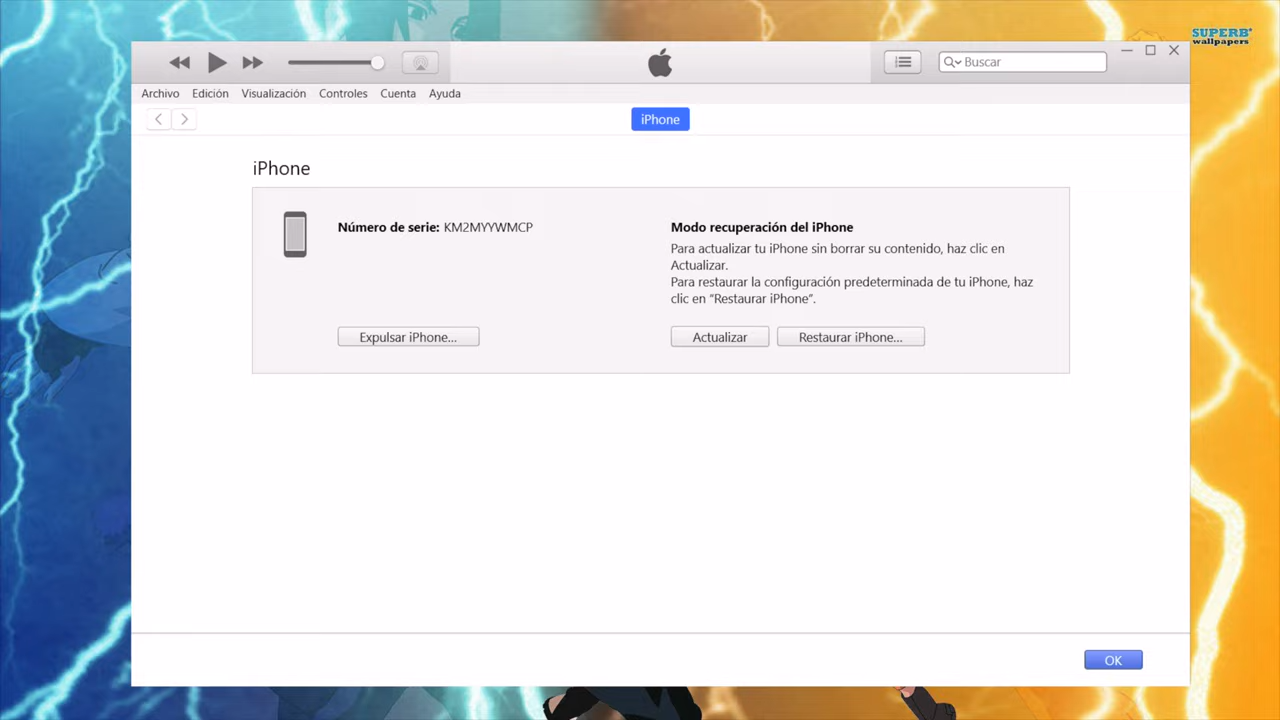 SUPERB
wallpapers
Buscar
Archivo Edición Visualización Controles Cuenta Ayuda
iPhone
iPhone
Número de serie: KM2MYYWMCP
Modo recuperación del iPhone
Para actualizar tu iPhone sin borrar su contenido, haz clic en
Actualizar.
Para restaurar la configuración predeterminada de tu iPhone, haz
clic en “Restaurar iPhone”.
Expulsar iPhone... Actualizar Restaurar iPhone...
OK